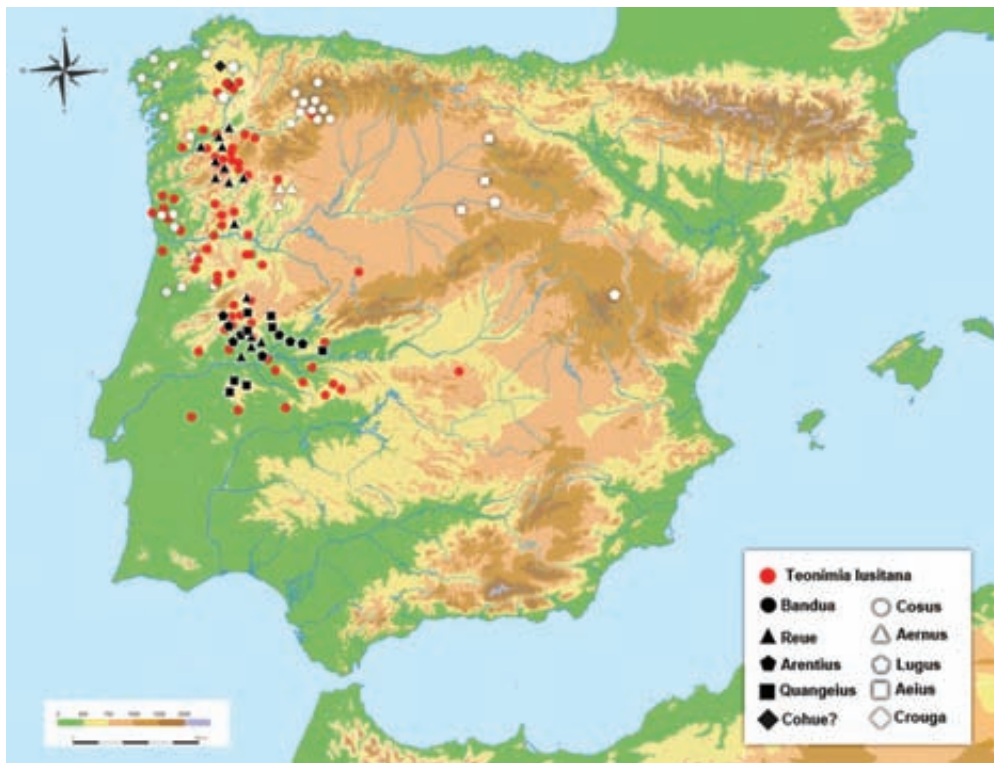 Teonimia lusitana
Bandua
Cosus
Reue
Aernus
Arentius
Lugus
Quangeius
Aeius
Cohue?
Crouga